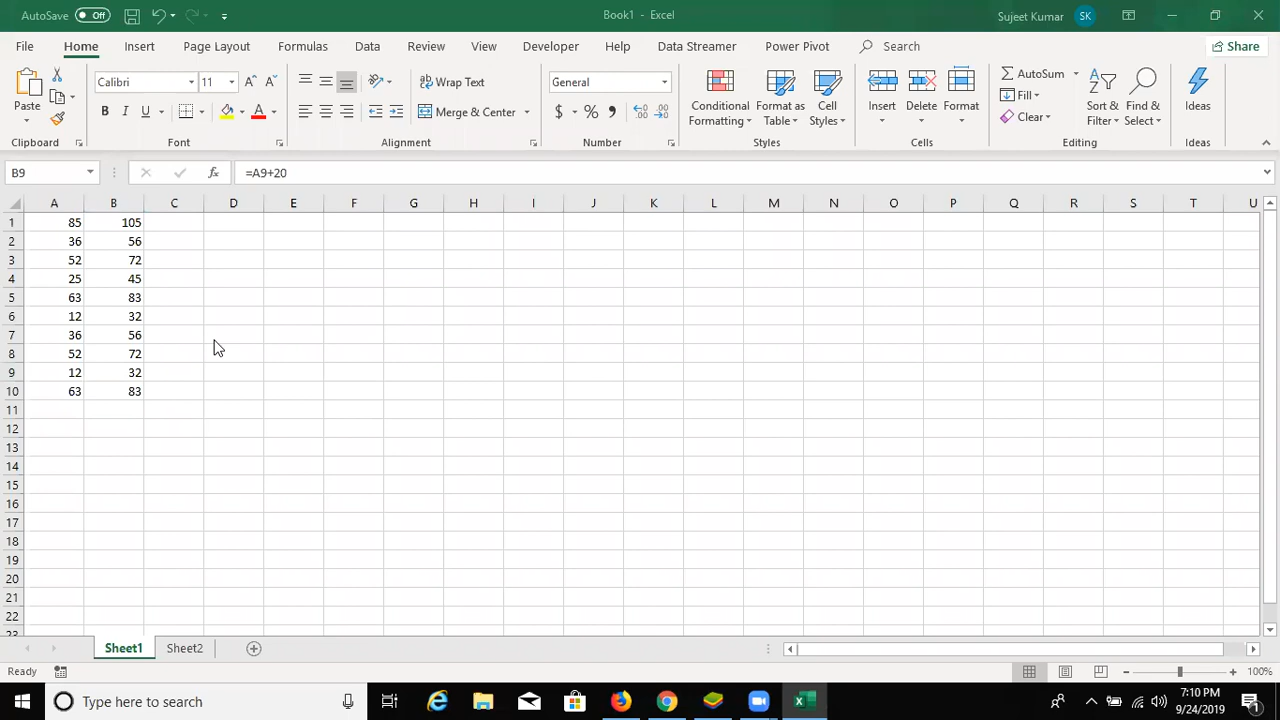 AutoSave Off Book1 - Excel Sujeet Kumar SK
File Home Insert Page Layout Formulas Data Review View Developer Help Data Streamer Power Pivot Search Share
Paste Calibri 11 Wrap Text General Conditional Formatting Format as Table Cell Styles Insert Delete Format AutoSum Sort & Filter Find & Select Ideas
B I U A Merge & Center $ % , Fill
Clear
Clipboard Font Alignment Number Styles Cells Editing Ideas
B9 fx =A9+20
A B C D E F G H I J K L M N O P Q R S T U
1 85 105
2 36 56
3 52 72
4 25 45
5 63 83
6 12 32
7 36 56
8 52 72
9 12 32
10 63 83
11
12
13
14
15
16
17
18
19
20
21
22
23
Sheet1 Sheet2
Ready 100%
Type here to search 7:10 PM
9/24/2019 1